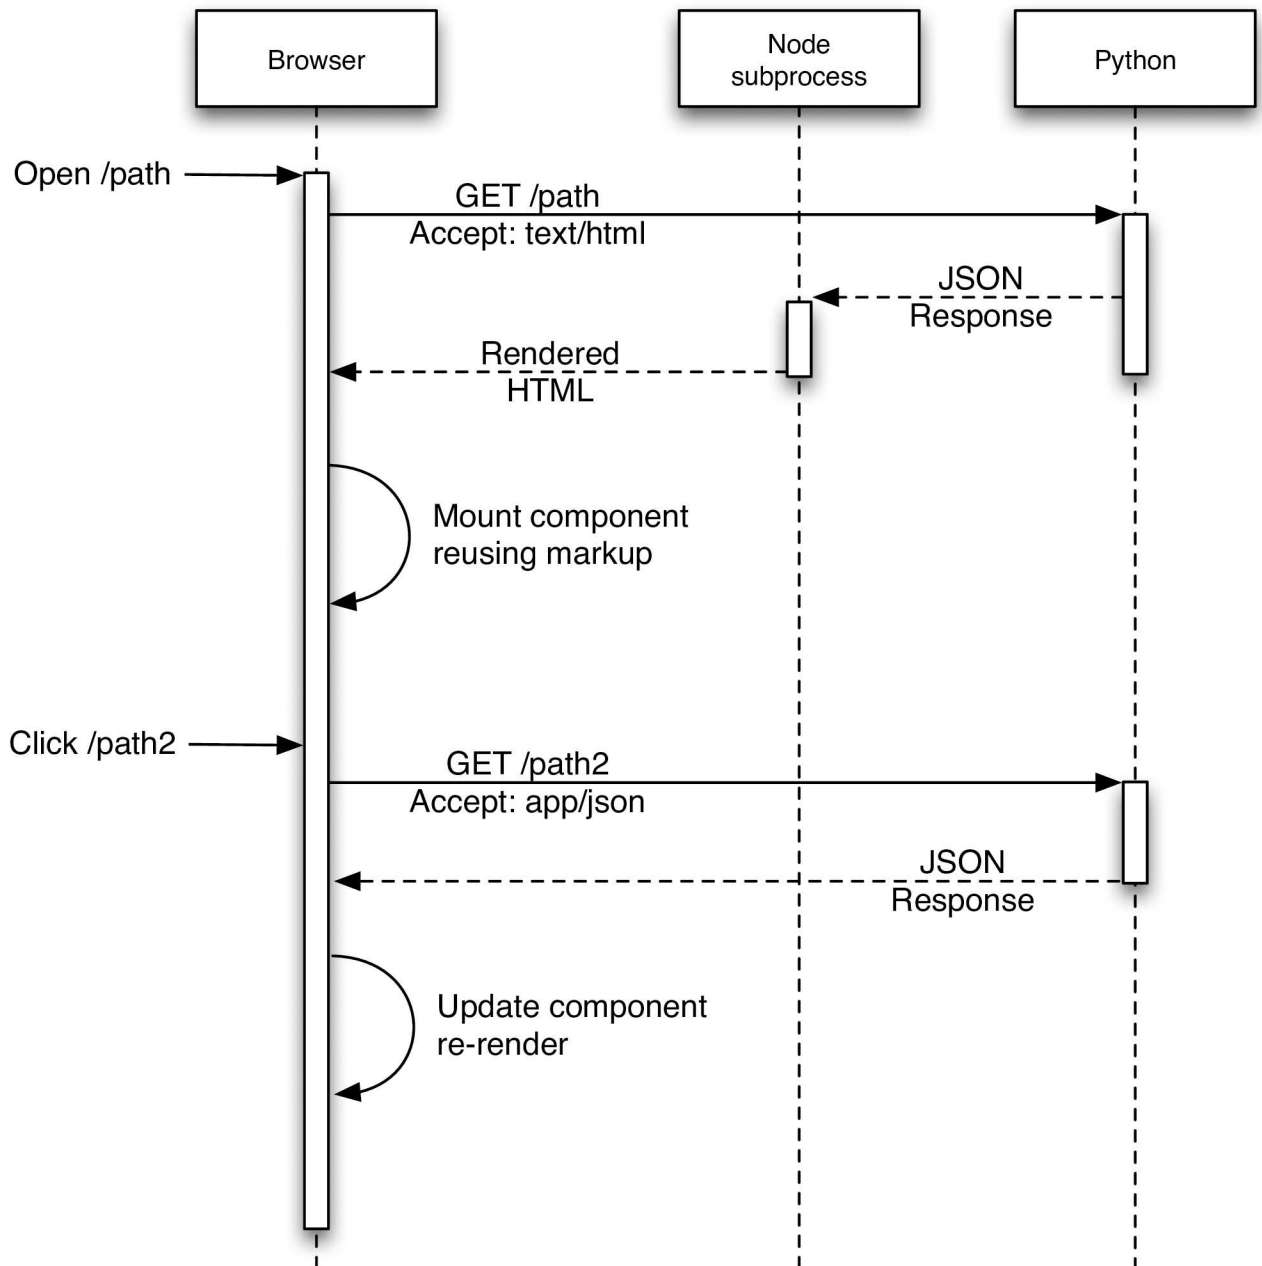 Browser
Node
subprocess
Python
Open /path
GET /path
Accept: text/html
JSON
Response
Rendered
HTML
Mount component
reusing markup
Click /path2
GET /path2
Accept: app/json
JSON
Response
Update component
re-render